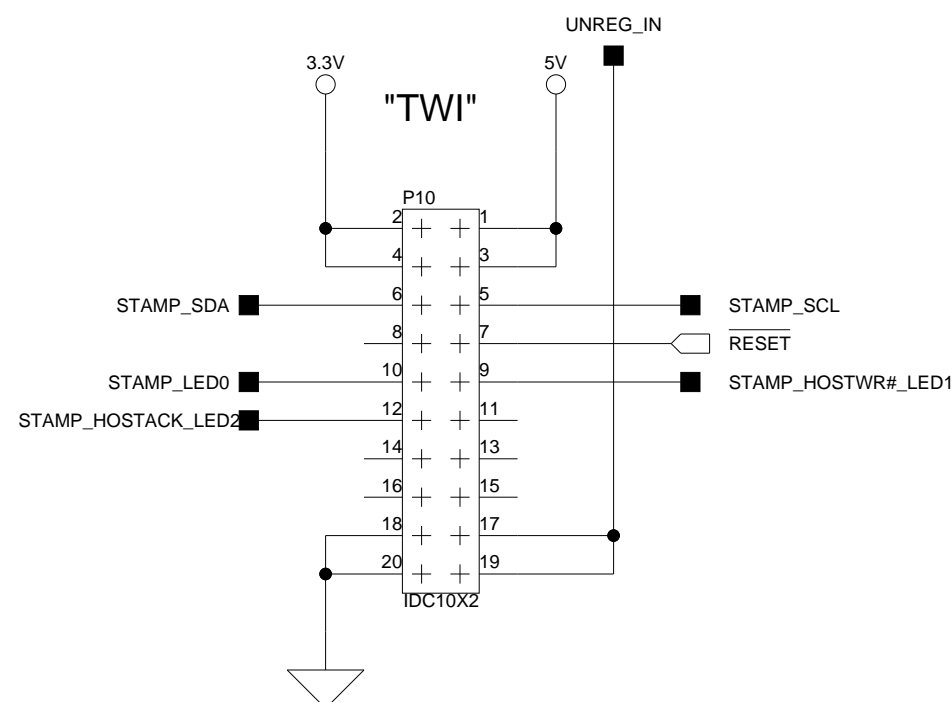 UNREG_IN
3.3V
5V
"TWI"
P10
2 1
4 3
STAMP_SDA 6 5 STAMP_SCL
8 7 RESET
STAMP_LED0 10 9 STAMP_HOSTWR#_LED1
STAMP_HOSTACK_LED2 12 11
14 13
16 15
18 17
20 19
IDC10X2